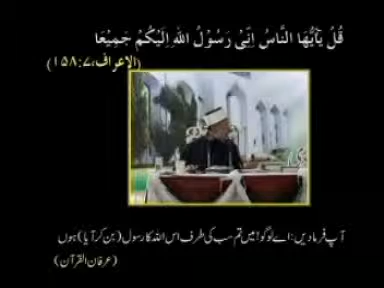 قُلْ يٰۤاَيُّهَا النَّاسُ اِنِّیْ رَسُوْلُ اللّٰهِ اِلَيْكُمْ جَمِيْعَا
(الاعراف،۷:۱۵۸)
آپ فرما دیں: اے لوگو! میں تم سب کی طرف اس اللہ کا رسول (بن کر آیا) ہوں
(عرفان القرآن)